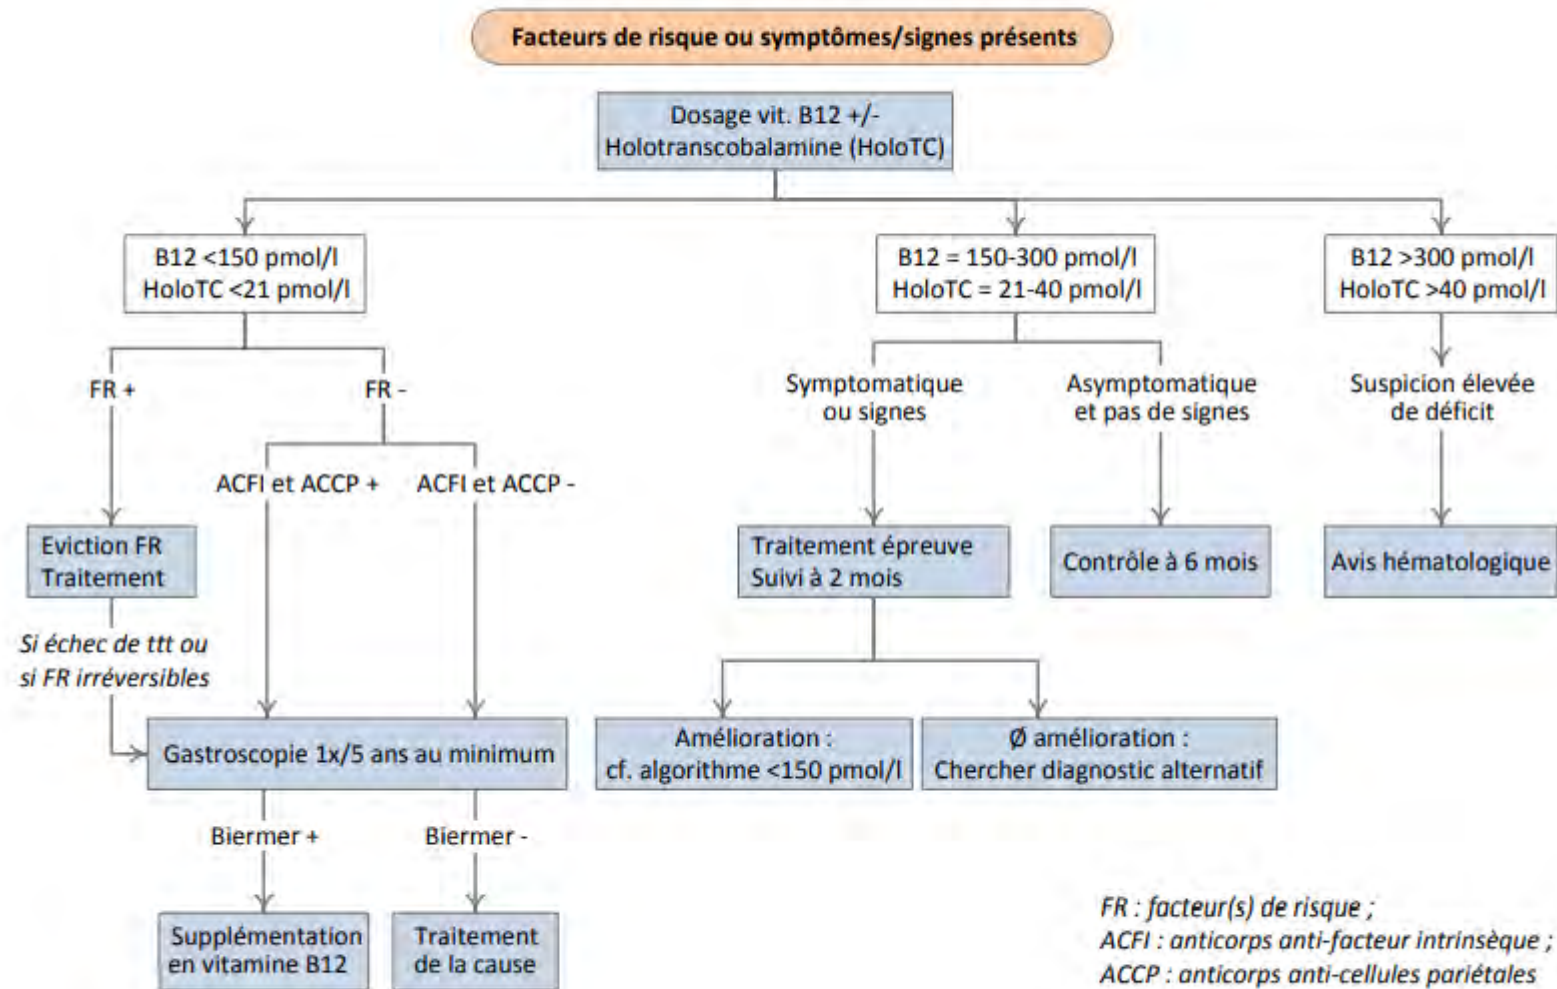 Facteurs de risque ou symptômes/signes présents
Dosage vit. B12 +/-
Holotranscobalamine (HoloTC)
B12 <150 pmol/l
HoloTC <21 pmol/l
B12 = 150-300 pmol/l
HoloTC = 21-40 pmol/l
B12 >300 pmol/l
HoloTC >40 pmol/l
FR +
FR -
Symptomatique
ou signes
Asymptomatique
et pas de signes
Suspicion élevée
de déficit
ACFI et ACCP +
ACFI et ACCP -
Eviction FR
Traitement
Traitement épreuve
Suivi à 2 mois
Contrôle à 6 mois
Avis hématologique
Si échec de ttt ou
si FR irréversibles
Gastroscopie 1x/5 ans au minimum
Amélioration :
cf. algorithme <150 pmol/l
Ø amélioration :
Chercher diagnostic alternatif
Biermer +
Biermer -
Supplémentation
en vitamine B12
Traitement
de la cause
FR : facteur(s) de risque ;
ACFI : anticorps anti-facteur intrinsèque ;
ACCP : anticorps anti-cellules pariétales